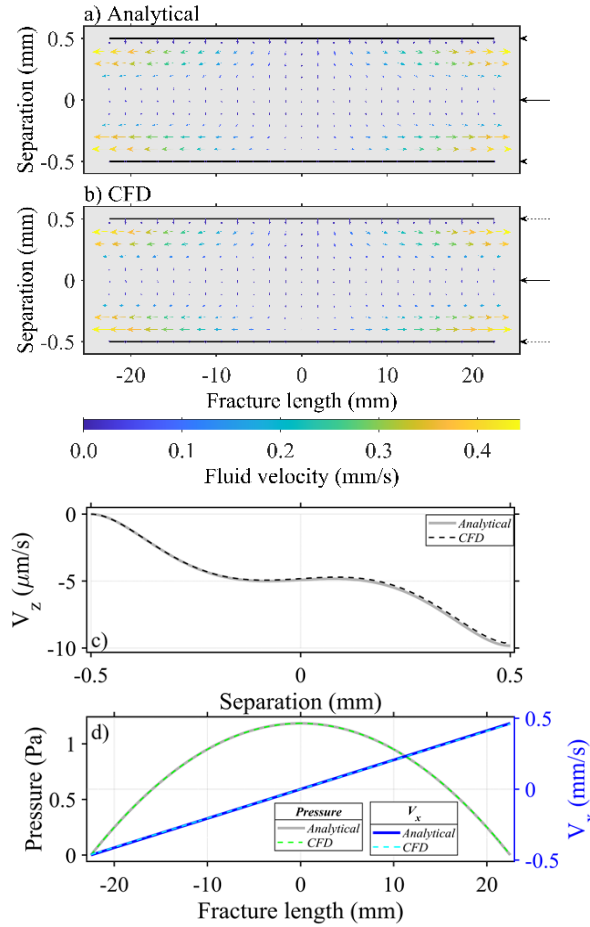 a) Analytical
Separation (mm)
0.5
0
-0.5
b) CFD
Separation (mm)
0.5
0
-0.5
-20
-10
0
10
20
Fracture length (mm)
0.0
0.1
0.2
0.3
0.4
Fluid velocity (mm/s)
V_z (μm/s)
0
-5
-10
Analytical
CFD
c)
-0.5
0
0.5
Separation (mm)
d)
Pressure (Pa)
1
0.5
0
Pressure
Analytical
CFD
V_x
Analytical
CFD
0.5
0
-0.5
(mm/s)
-20
-10
0
10
20
Fracture length (mm)